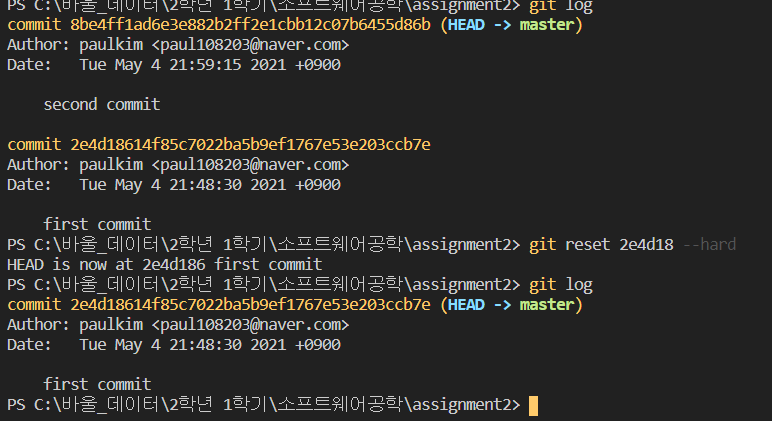 PS C:\바울_데이터\2학년 1학기\소프트웨어공학\assignment2> git log
commit 8be4ff1ad6e3e882b2ff2e1cbb12c07b6455d86b (HEAD -> master)
Author: paulkim <paul108203@naver.com>
Date:   Tue May 4 21:59:15 2021 +0900
    second commit
commit 2e4d18614f85c7022ba5b9ef1767e53e203ccb7e
Author: paulkim <paul108203@naver.com>
Date:   Tue May 4 21:48:30 2021 +0900
    first commit
PS C:\바울_데이터\2학년 1학기\소프트웨어공학\assignment2> git reset 2e4d18 --hard
HEAD is now at 2e4d186 first commit
PS C:\바울_데이터\2학년 1학기\소프트웨어공학\assignment2> git log
commit 2e4d18614f85c7022ba5b9ef1767e53e203ccb7e (HEAD -> master)
Author: paulkim <paul108203@naver.com>
Date:   Tue May 4 21:48:30 2021 +0900
    first commit
PS C:\바울_데이터\2학년 1학기\소프트웨어공학\assignment2>